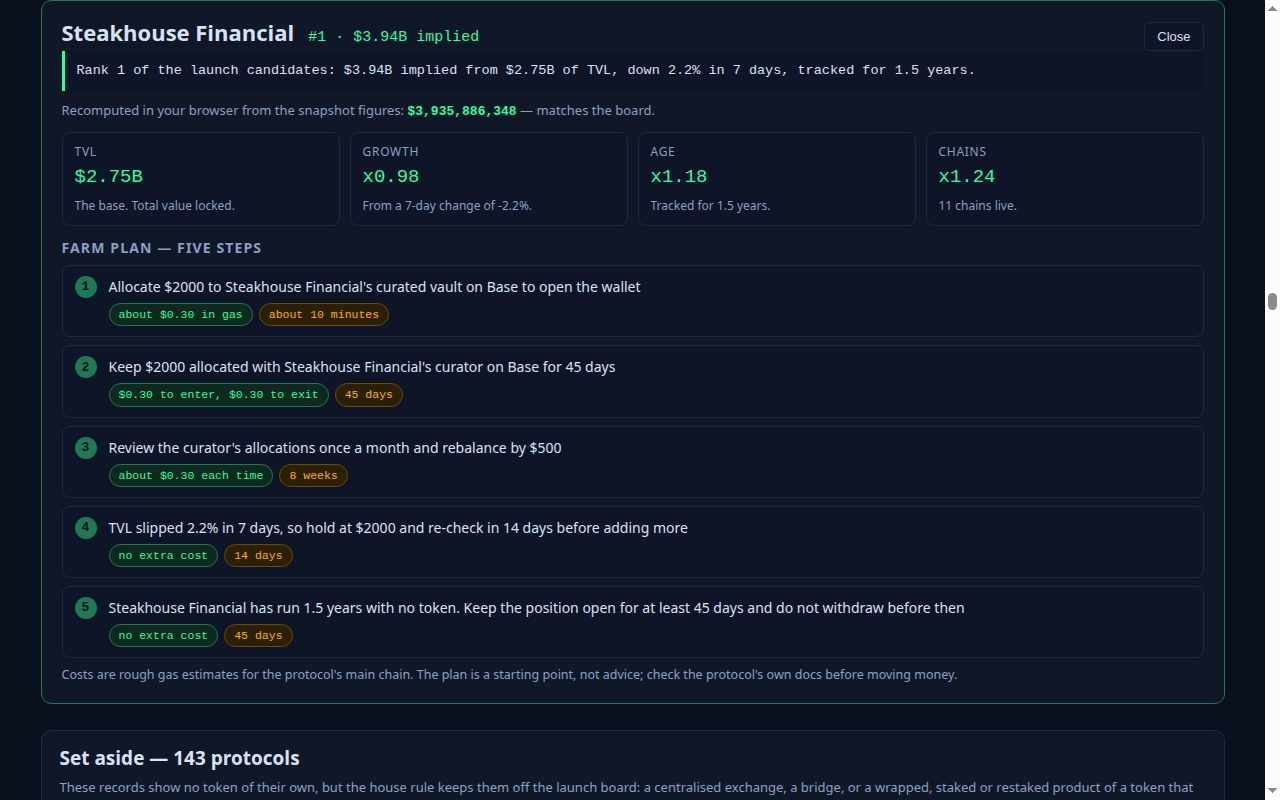 Steakhouse Financial #1 · $3.94B implied
Close
Rank 1 of the launch candidates: $3.94B implied from $2.75B of TVL, down 2.2% in 7 days, tracked for 1.5 years.
Recomputed in your browser from the snapshot figures: $3,935,886,348 — matches the board.
TVL
$2.75B
The base. Total value locked.
GROWTH
x0.98
From a 7-day change of -2.2%.
AGE
x1.18
Tracked for 1.5 years.
CHAINS
x1.24
11 chains live.
FARM PLAN — FIVE STEPS
1 Allocate $2000 to Steakhouse Financial's curated vault on Base to open the wallet
about $0.30 in gas about 10 minutes
2 Keep $2000 allocated with Steakhouse Financial's curator on Base for 45 days
$0.30 to enter, $0.30 to exit 45 days
3 Review the curator's allocations once a month and rebalance by $500
about $0.30 each time 8 weeks
4 TVL slipped 2.2% in 7 days, so hold at $2000 and re-check in 14 days before adding more
no extra cost 14 days
5 Steakhouse Financial has run 1.5 years with no token. Keep the position open for at least 45 days and do not withdraw before then
no extra cost 45 days
Costs are rough gas estimates for the protocol's main chain. The plan is a starting point, not advice; check the protocol's own docs before moving money.
Set aside — 143 protocols
These records show no token of their own, but the house rule keeps them off the launch board: a centralised exchange, a bridge, or a wrapped, staked or restaked product of a token that